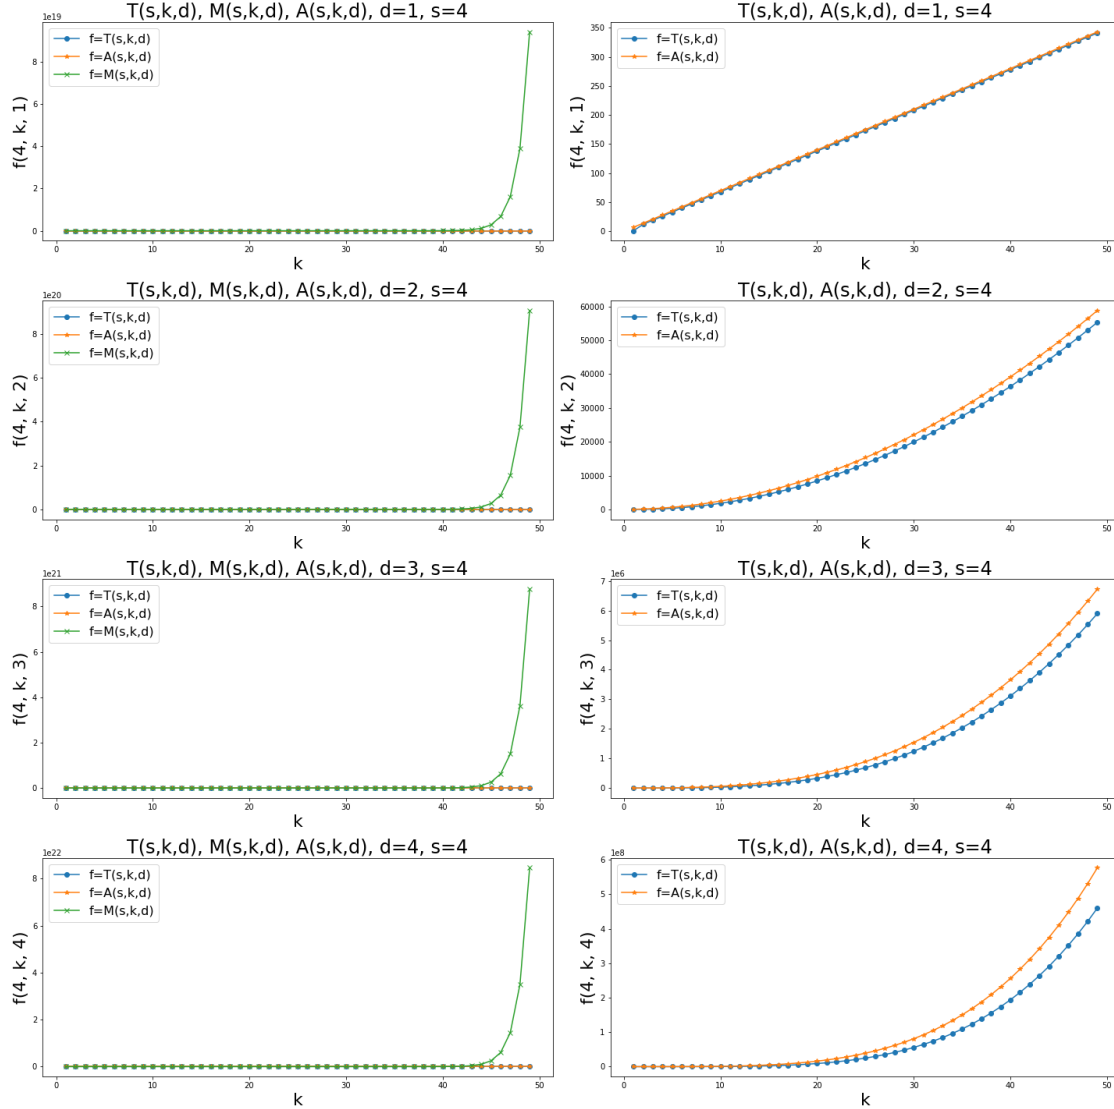 T(s,k,d), M(s,k,d), A(s,k,d), d=1, s=4
1e19
f=T(s,k,d)
f=A(s,k,d)
f=M(s,k,d)
f(4, k, 1)
8
6
4
2
0
0 10 20 30 40 50
k
T(s,k,d), A(s,k,d), d=1, s=4
f=T(s,k,d)
f=A(s,k,d)
f(4, k, 1)
350
300
250
200
150
100
50
0
0 10 20 30 40 50
k
T(s,k,d), M(s,k,d), A(s,k,d), d=2, s=4
1e20
f=T(s,k,d)
f=A(s,k,d)
f=M(s,k,d)
f(4, k, 2)
8
6
4
2
0
0 10 20 30 40 50
k
T(s,k,d), A(s,k,d), d=2, s=4
f=T(s,k,d)
f=A(s,k,d)
f(4, k, 2)
60000
50000
40000
30000
20000
10000
0
0 10 20 30 40 50
k
T(s,k,d), M(s,k,d), A(s,k,d), d=3, s=4
1e21
f=T(s,k,d)
f=A(s,k,d)
f=M(s,k,d)
f(4, k, 3)
8
6
4
2
0
0 10 20 30 40 50
k
T(s,k,d), A(s,k,d), d=3, s=4
1e6
f=T(s,k,d)
f=A(s,k,d)
f(4, k, 3)
7
6
5
4
3
2
1
0
0 10 20 30 40 50
k
T(s,k,d), M(s,k,d), A(s,k,d), d=4, s=4
1e22
f=T(s,k,d)
f=A(s,k,d)
f=M(s,k,d)
f(4, k, 4)
8
6
4
2
0
0 10 20 30 40 50
k
T(s,k,d), A(s,k,d), d=4, s=4
1e8
f=T(s,k,d)
f=A(s,k,d)
f(4, k, 4)
6
5
4
3
2
1
0
0 10 20 30 40 50
k